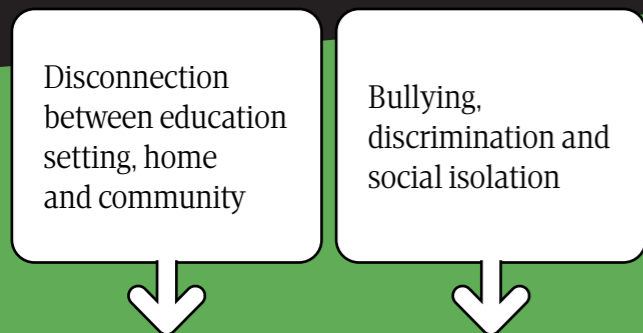 Disconnection
between education
setting, home
and community
Bullying,
discrimination and
social isolation